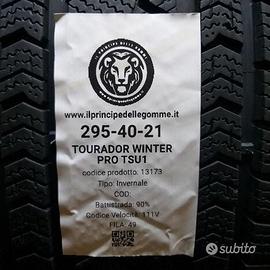 IL PRINCIPE DELLE GOMME
www.ilprincipedellegomme.it
295-40-21
TOURADOR WINTER
PRO TSU1
codice prodotto: 13173
Tipo: Invernale
COD:
Battistrada: 90%
Codice Velocità: 111V
FILA: 49
subito